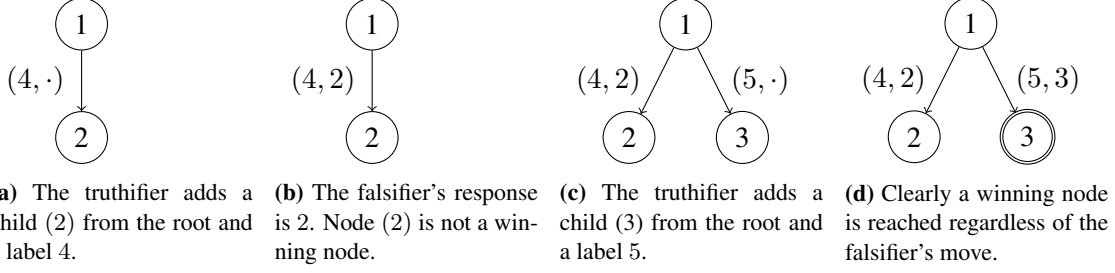 1
(4, ·)
2
1
(4, 2)
2
1
(4, 2)
(5, ·)
2
3
1
(4, 2)
(5, 3)
2
3
a) The truthifier adds a
hild (2) from the root and
label 4.
(b) The falsifier's response
is 2. Node (2) is not a win-
ning node.
(c) The truthifier adds a
child (3) from the root and
a label 5.
(d) Clearly a winning node
is reached regardless of the
falsifier's move.